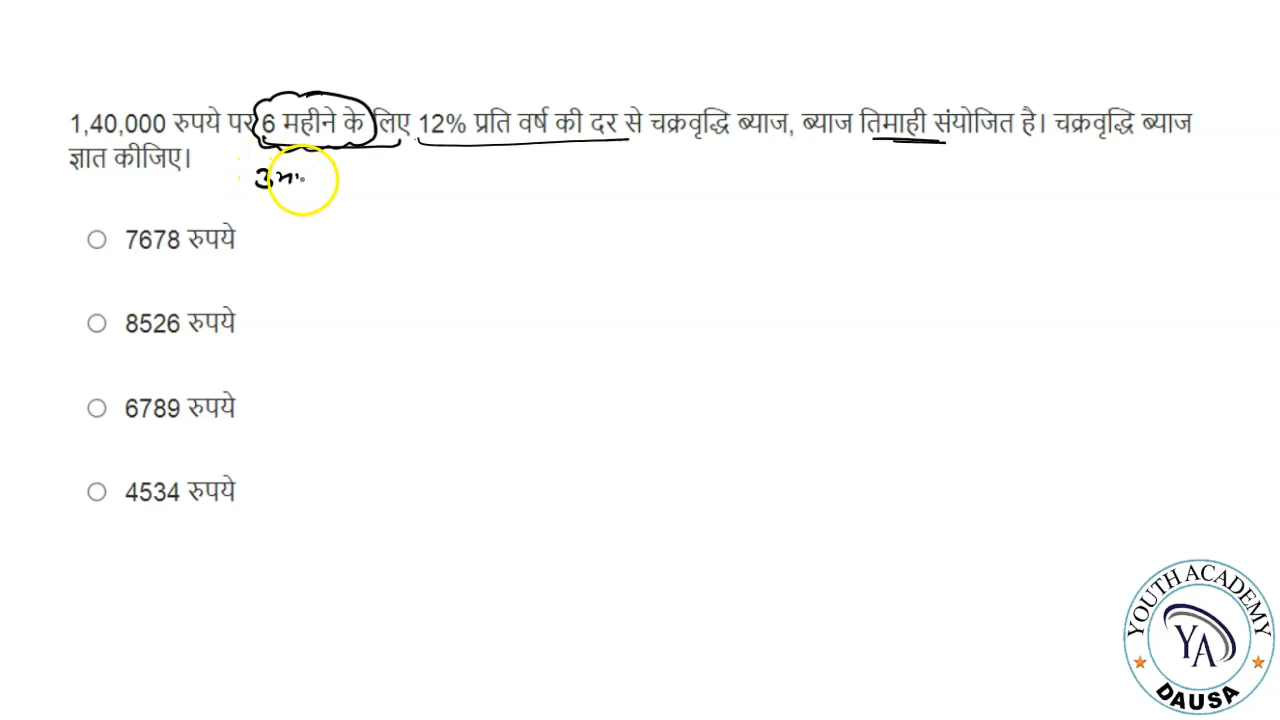 1,40,000 रुपये पर 6 महीने के लिए 12% प्रति वर्ष की दर से चक्रवृद्धि ब्याज, ब्याज तिमाही संयोजित है। चक्रवृद्धि ब्याज
ज्ञात कीजिए।
3 मा
7678 रुपये
8526 रुपये
6789 रुपये
4534 रुपये
YOUTH ACADEMY
YA
DAUSA